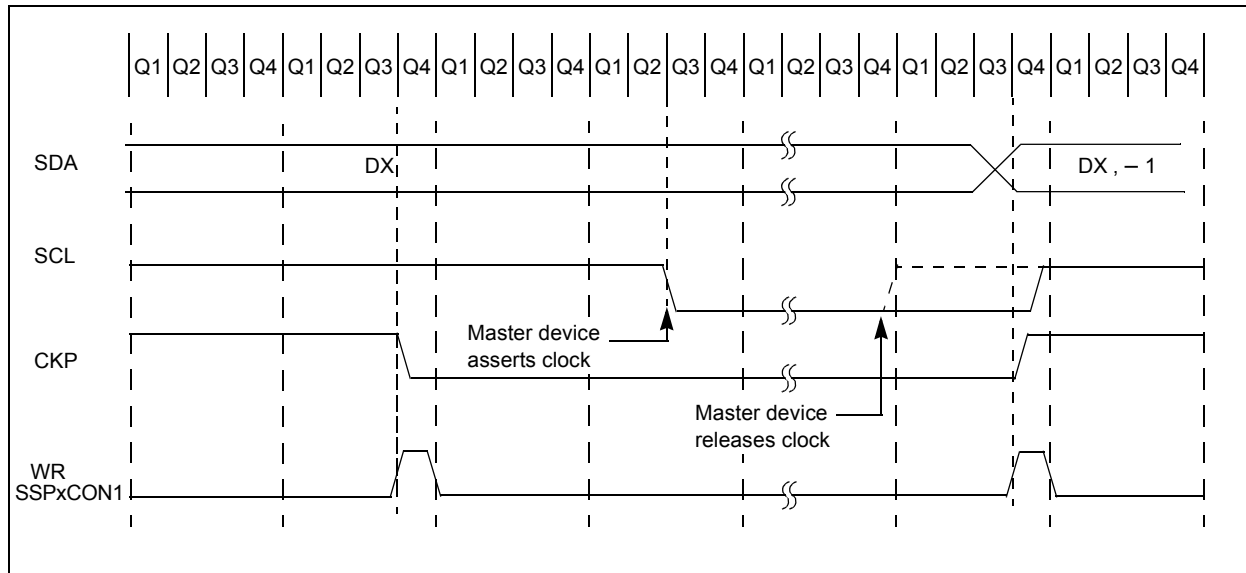 Q1 Q2 Q3 Q4 Q1 Q2 Q3 Q4 Q1 Q2 Q3 Q4 Q1 Q2 Q3 Q4 Q1 Q2 Q3 Q4 Q1 Q2 Q3 Q4 Q1 Q2 Q3 Q4
SDA
DX
DX , – 1
SCL
Master device
asserts clock
CKP
Master device
releases clock
WR
SSPxCON1